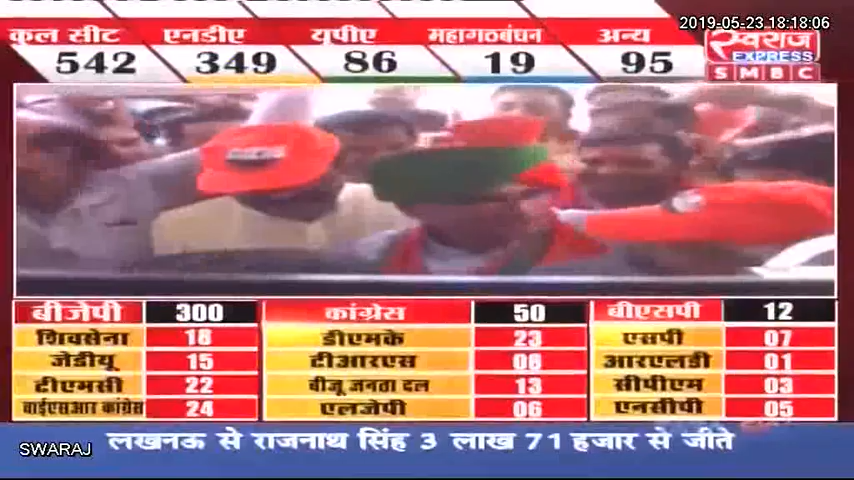 2019-05-23 18:18:06
कुल सीट एनडीए यूपीए महागठबंधन अन्य
542 349 86 19 95
स्वराज
EXPRESS
SMBC
बीजेपी 300 कांग्रेस 50 बीएसपी 12
शिवसेना 18 डीएमके 23 एसपी 07
जेडीयू 15 टीआरएस 08 आरएलडी 01
टीएमसी 22 बीजू जनता दल 13 सीपीएम 03
वाईएसआर कांग्रेस 24 एलजेपी 06 एनसीपी 05
SWARAJ
लखनऊ से राजनाथ सिंह 3 लाख 71 हजार से जीते